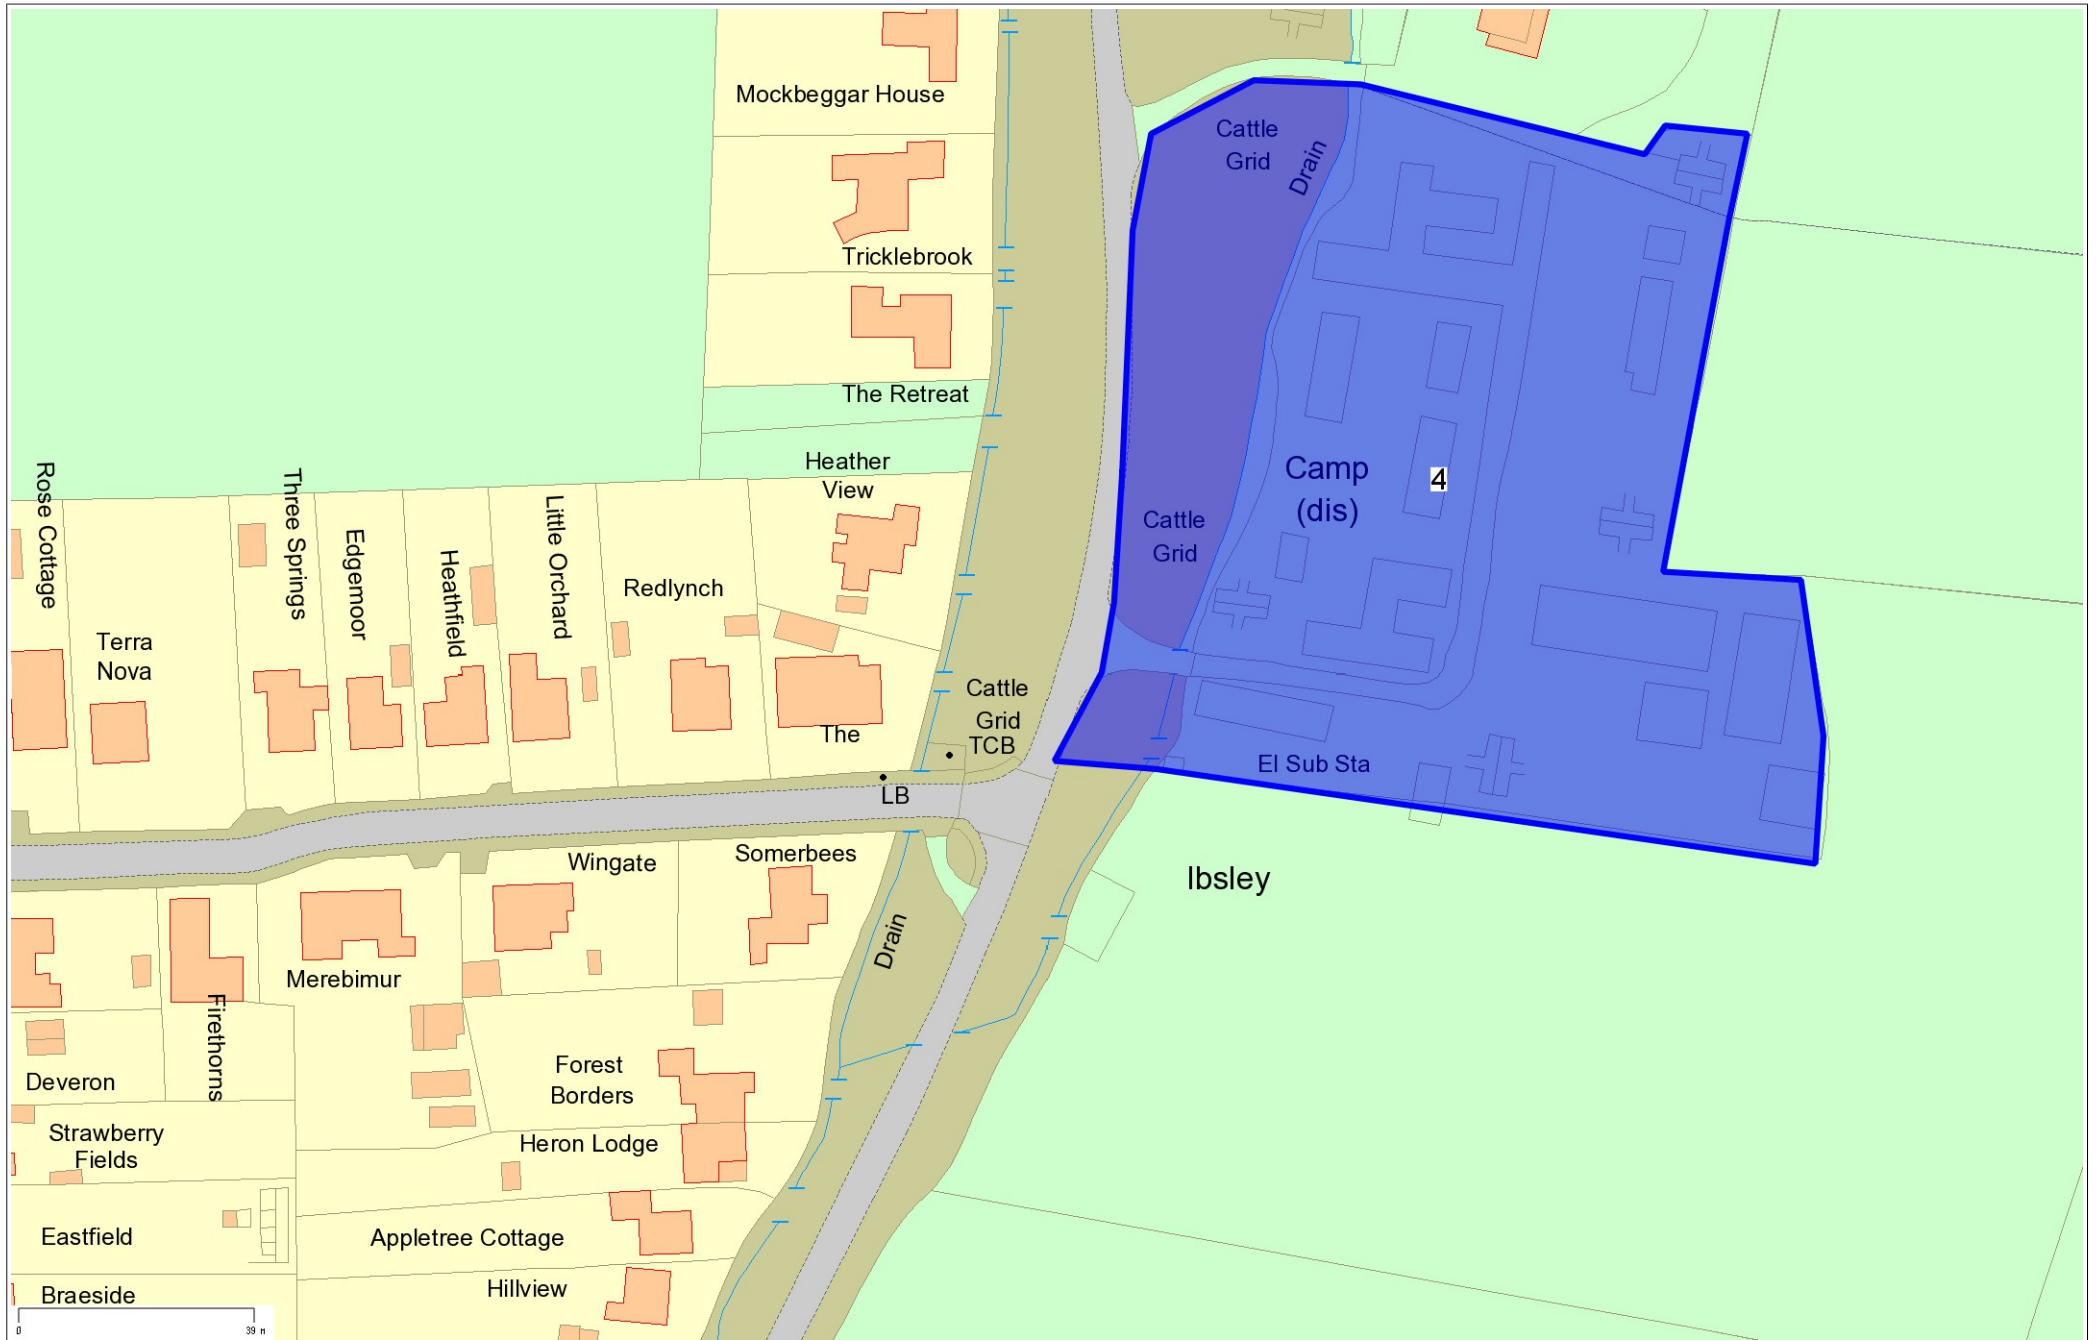 Mockbeggar House
Cattle
Grid
Drain
Tricklebrook
The Retreat
Heather
View
Rose Cottage
Three Springs
Edgemoor
Heathfield
Little Orchard
Redlynch
Camp
(dis)
4
Cattle
Grid
Terra
Nova
The
Cattle
Grid
TCB
LB
El Sub Sta
Wingate
Somerbees
Ibsley
Drain
Merebimur
Firethorns
Deveron
Forest
Borders
Strawberry
Fields
Heron Lodge
Eastfield
Appletree Cottage
Hillview
Braeside
0
39 M